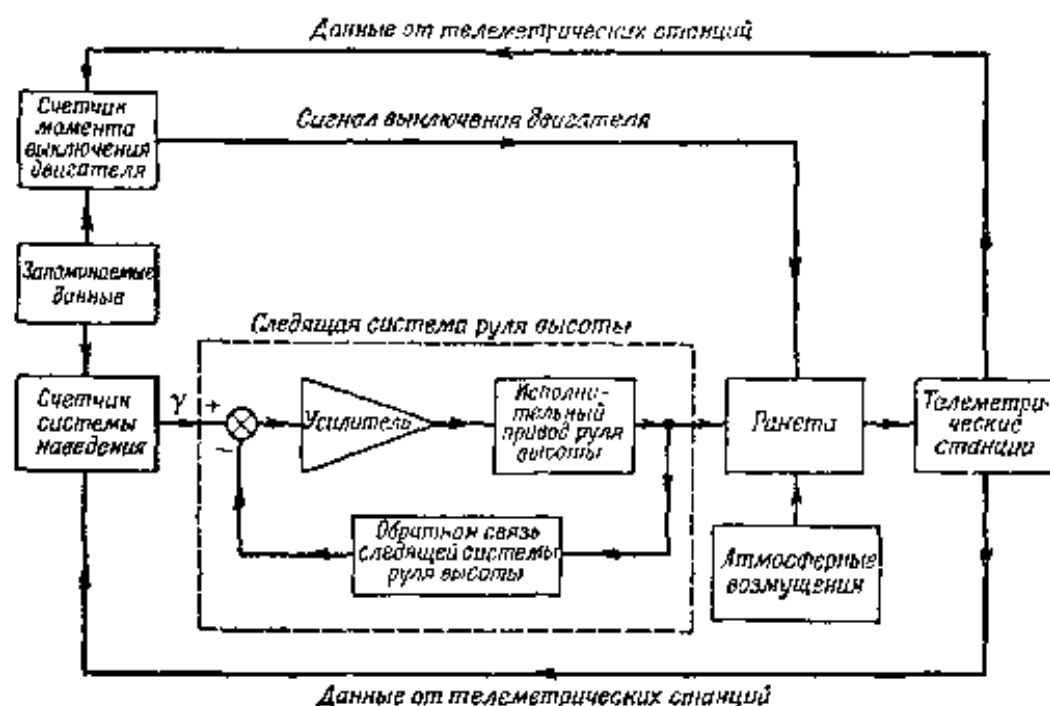 Данные от телеметрических станций
Счетчик
момента
выключения
двигателя
Сигнал выключения двигателя
Запоминаемые
данные
Следящая система руля высоты
Счетчик
системы
наведения
γ
+
−
Усилитель
Исполни-
тельный
привод руля
высоты
Ракета
Телеметри-
ческие
станции
Обратная связь
следящей системы
руля высоты
Атмосферные
возмущения
Данные от телеметрических станций